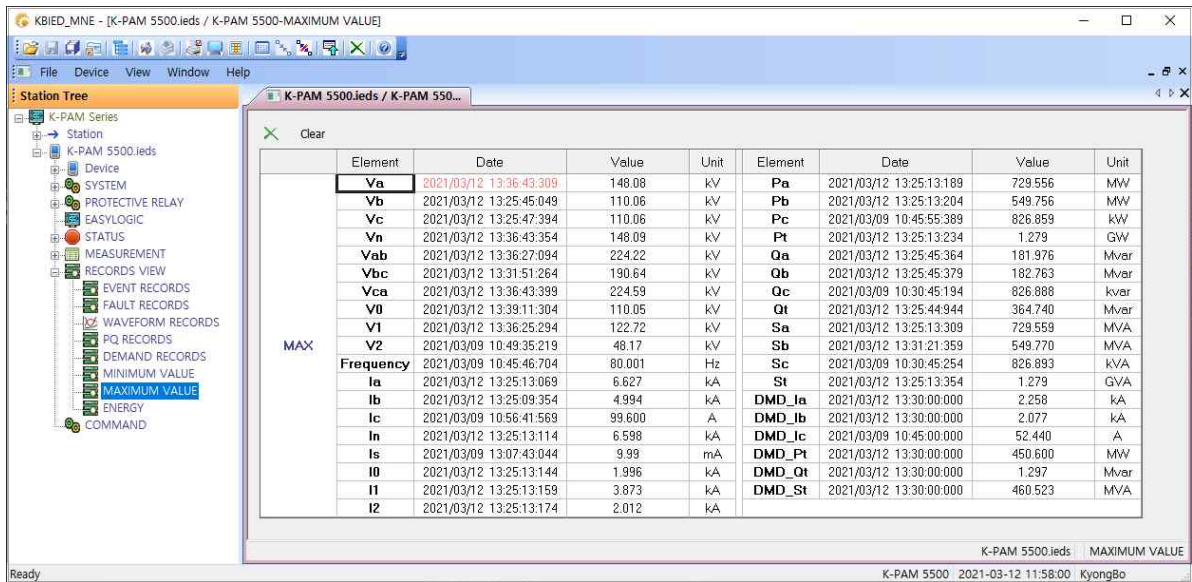 KBIED_MNE - [K-PAM 5500.ieds / K-PAM 5500-MAXIMUM VALUE]
File Device View Window Help
Station Tree
K-PAM 5500.ieds / K-PAM 550...
K-PAM Series
Station
K-PAM 5500.ieds
Device
SYSTEM
PROTECTIVE RELAY
EASYLOGIC
STATUS
MEASUREMENT
RECORDS VIEW
EVENT RECORDS
FAULT RECORDS
WAVEFORM RECORDS
PQ RECORDS
DEMAND RECORDS
MINIMUM VALUE
MAXIMUM VALUE
ENERGY
COMMAND
Clear
Element Date Value Unit Element Date Value Unit
MAX
Va 2021/03/12 13:36:43:309 148.08 kV Pa 2021/03/12 13:25:13:189 729.556 MW
Vb 2021/03/12 13:25:45:049 110.06 kV Pb 2021/03/12 13:25:13:204 549.756 MW
Vc 2021/03/12 13:25:47:394 110.06 kV Pc 2021/03/09 10:45:55:389 826.859 kW
Vn 2021/03/12 13:36:43:354 148.09 kV Pt 2021/03/12 13:25:13:234 1.279 GW
Vab 2021/03/12 13:36:27:094 224.22 kV Qa 2021/03/12 13:25:45:364 181.976 Mvar
Vbc 2021/03/12 13:31:51:264 190.64 kV Qb 2021/03/12 13:25:45:379 182.763 Mvar
Vca 2021/03/12 13:36:43:399 224.59 kV Qc 2021/03/09 10:30:45:194 826.888 kvar
V0 2021/03/12 13:39:11:304 110.05 kV Qt 2021/03/12 13:25:44:944 364.740 Mvar
V1 2021/03/12 13:36:25:294 122.72 kV Sa 2021/03/12 13:25:13:309 729.559 MVA
V2 2021/03/09 10:49:35:219 48.17 kV Sb 2021/03/12 13:31:21:359 549.770 MVA
Frequency 2021/03/09 10:45:46:704 80.001 Hz Sc 2021/03/09 10:30:45:254 826.893 kVA
Ia 2021/03/12 13:25:13:069 6.627 kA St 2021/03/12 13:25:13:354 1.279 GVA
Ib 2021/03/12 13:25:09:354 4.994 kA DMD_Ia 2021/03/12 13:30:00:000 2.258 kA
Ic 2021/03/09 10:56:41:569 99.600 A DMD_Ib 2021/03/12 13:30:00:000 2.077 kA
In 2021/03/12 13:25:13:114 6.598 kA DMD_Ic 2021/03/09 10:45:00:000 52.440 A
Is 2021/03/09 13:07:43:044 9.99 mA DMD_Pt 2021/03/12 13:30:00:000 450.600 MW
I0 2021/03/12 13:25:13:144 1.996 kA DMD_Qt 2021/03/12 13:30:00:000 1.297 Mvar
I1 2021/03/12 13:25:13:159 3.873 kA DMD_St 2021/03/12 13:30:00:000 460.523 MVA
I2 2021/03/12 13:25:13:174 2.012 kA
K-PAM 5500.ieds MAXIMUM VALUE
Ready K-PAM 5500 2021-03-12 11:58:00 KyongBo